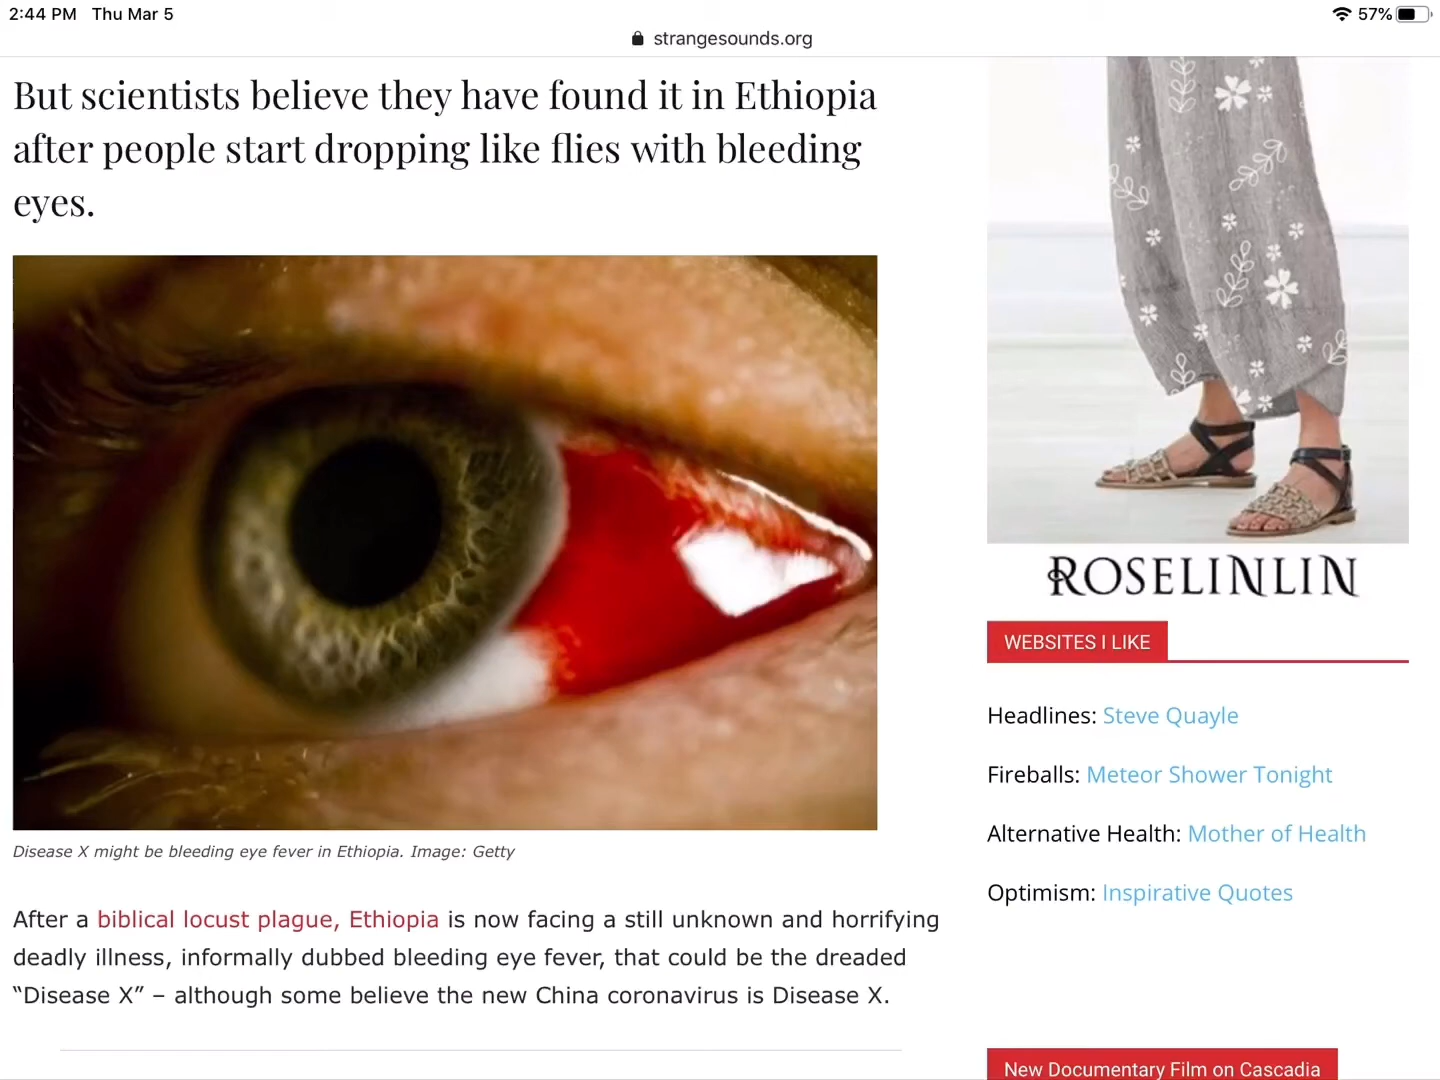 2:44 PM Thu Mar 5
57%
strangesounds.org
But scientists believe they have found it in Ethiopia
after people start dropping like flies with bleeding
eyes.
Disease X might be bleeding eye fever in Ethiopia. Image: Getty
After a biblical locust plague, Ethiopia is now facing a still unknown and horrifying
deadly illness, informally dubbed bleeding eye fever, that could be the dreaded
“Disease X” – although some believe the new China coronavirus is Disease X.
ROSELINLIN
WEBSITES I LIKE
Headlines: Steve Quayle
Fireballs: Meteor Shower Tonight
Alternative Health: Mother of Health
Optimism: Inspirative Quotes
New Documentary Film on Cascadia